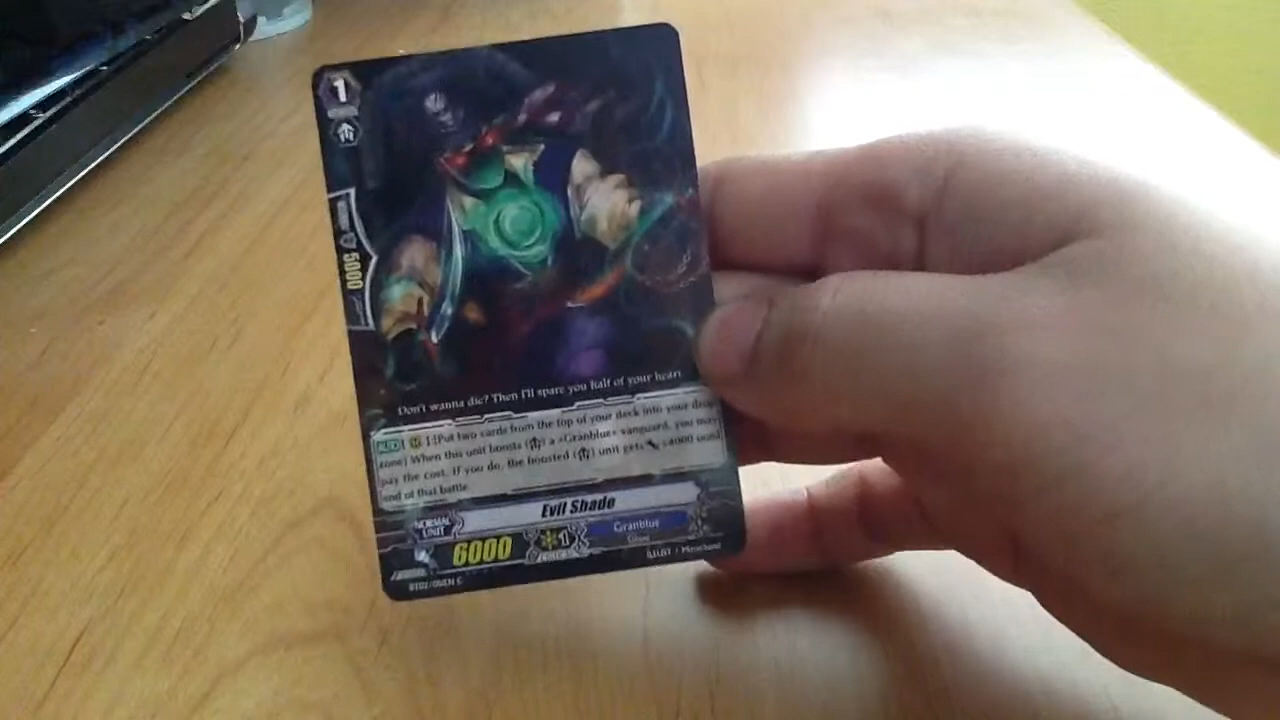 1
5000
Don't wanna die? Then I'll spare you half of your heart
AUTO 1:[Put two cards from the top of your deck into your drop
zone] When this unit boosts a «Granblue» vanguard, you may
pay the cost. If you do, the boosted unit gets +4000 until
end of that battle.
Evil Shade
NORMAL
UNIT
6000
1
Granblue
Ghost